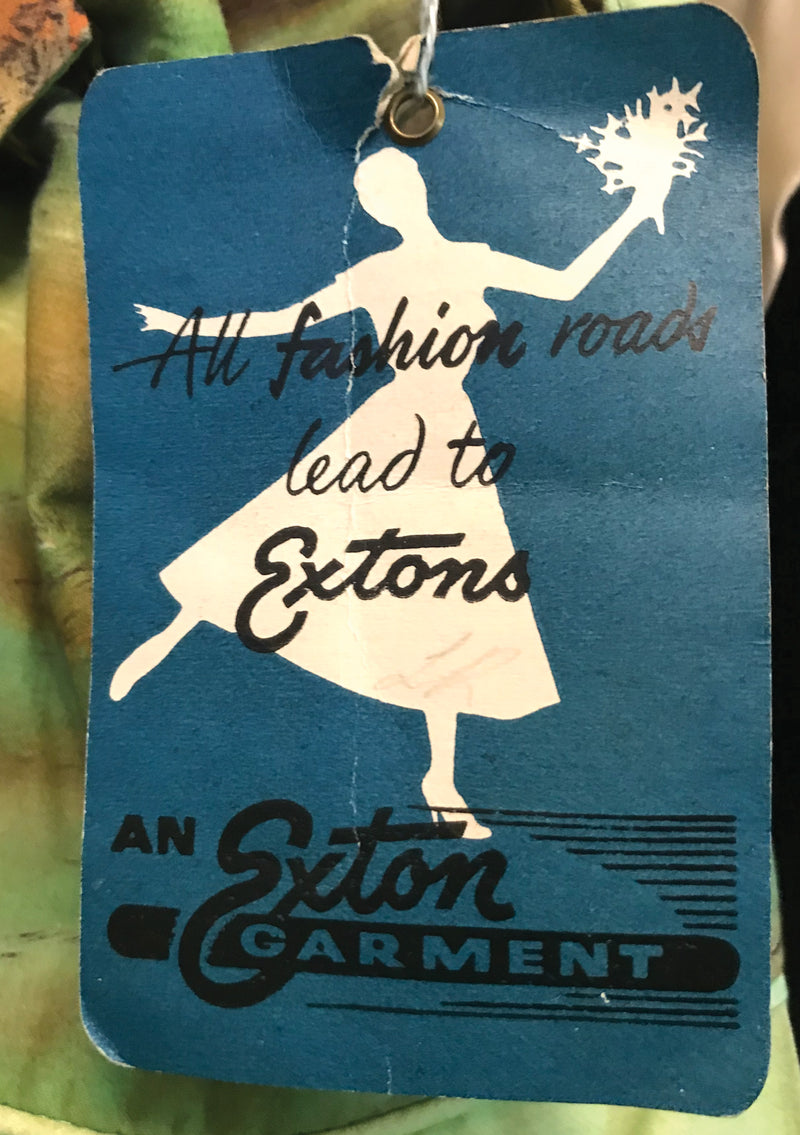 All fashion roads
lead to
Extons
AN Exton
GARMENT